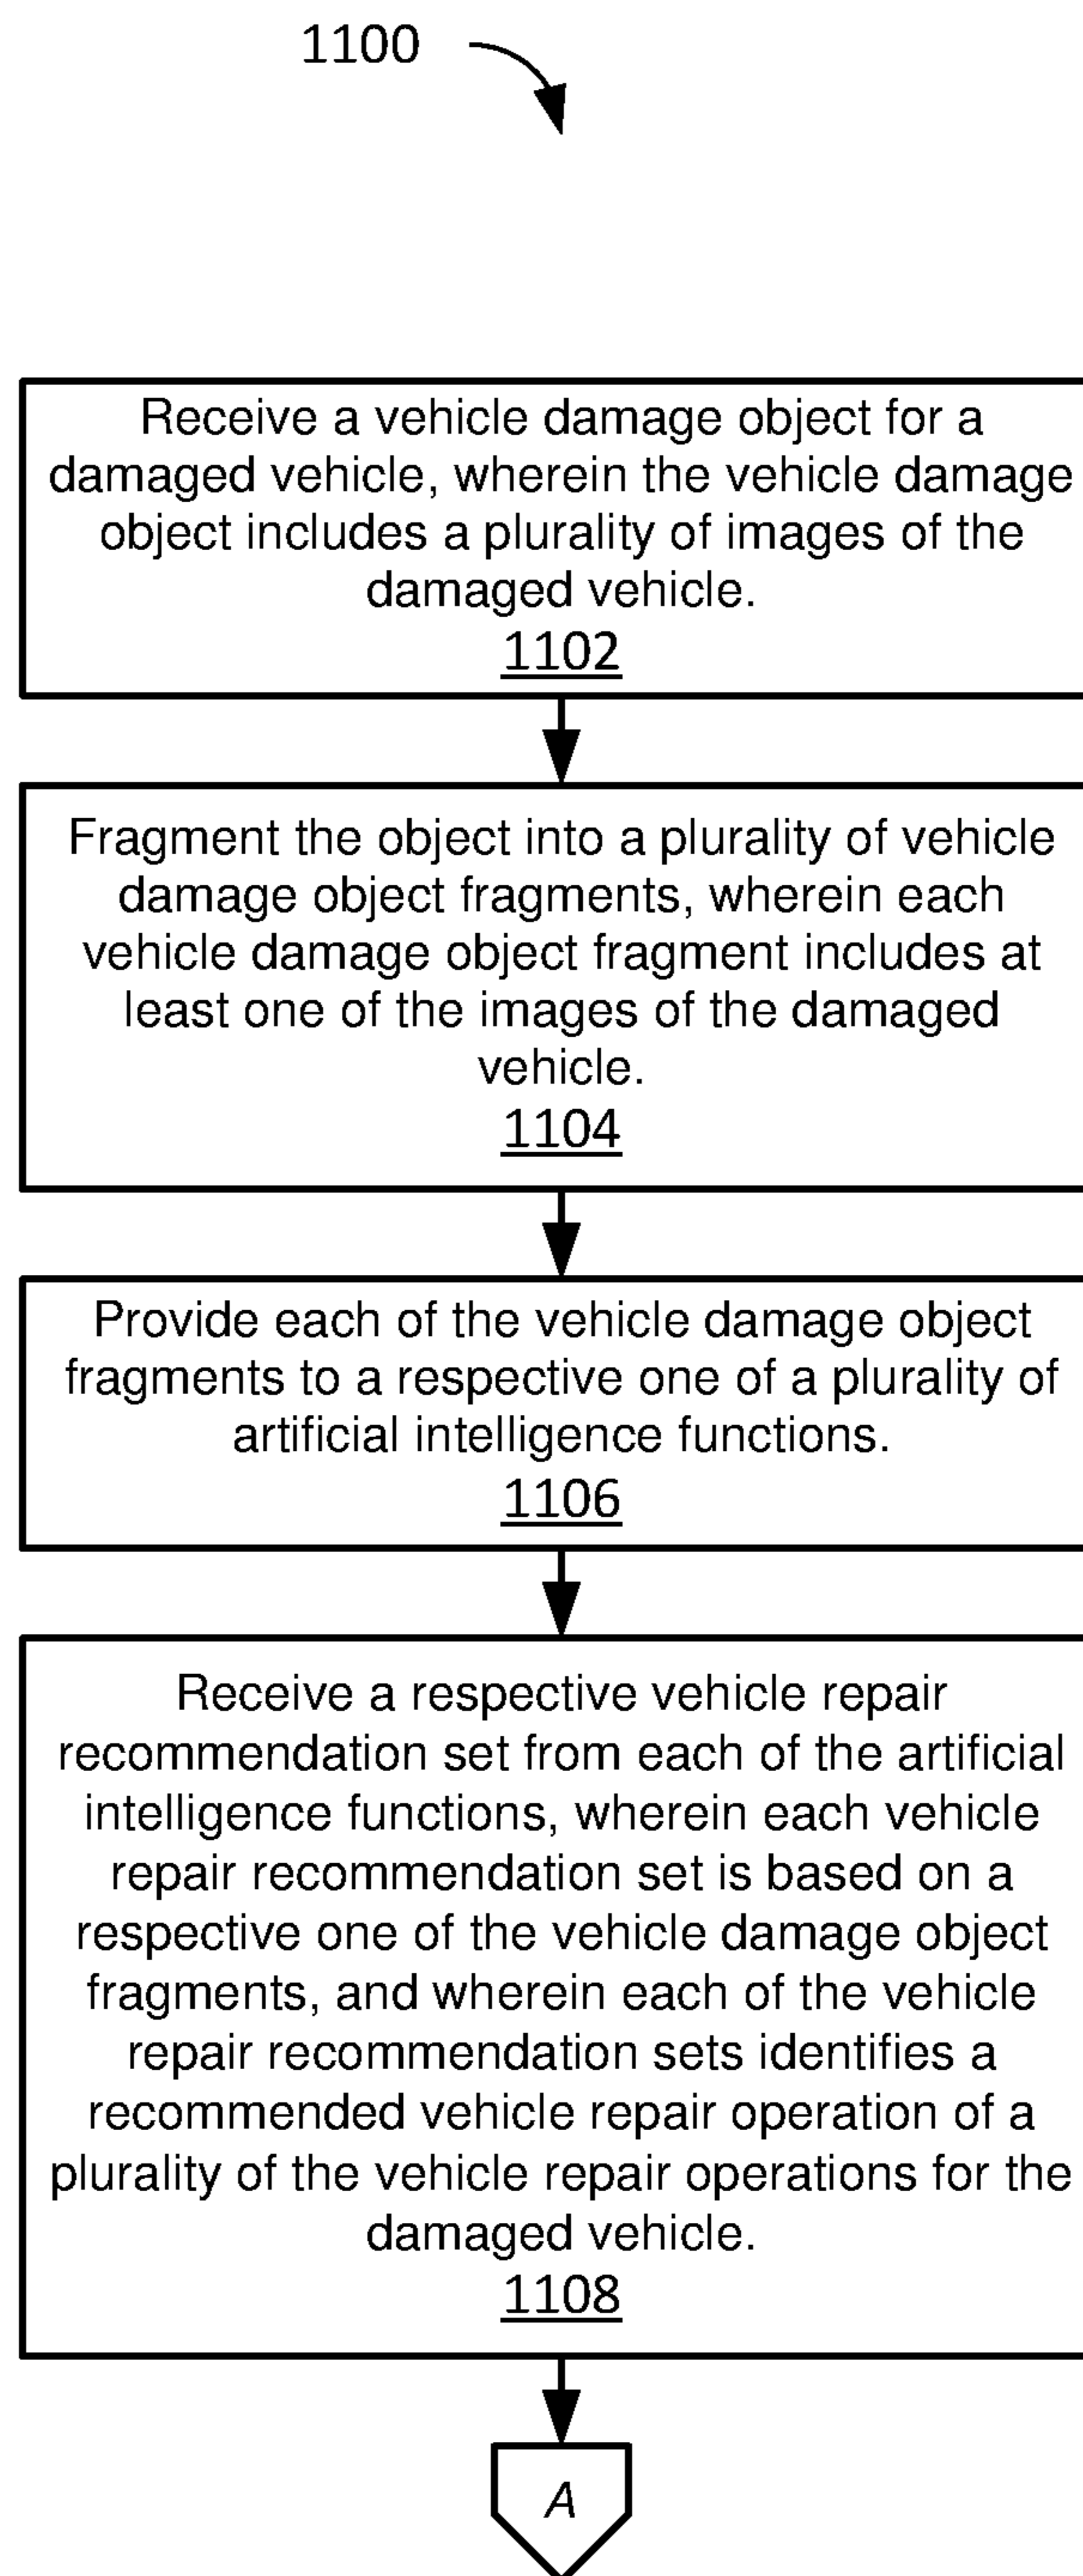 1100
Receive a vehicle damage object for a
damaged vehicle, wherein the vehicle damage
object includes a plurality of images of the
damaged vehicle.
1102
Fragment the object into a plurality of vehicle
damage object fragments, wherein each
vehicle damage object fragment includes at
least one of the images of the damaged
vehicle.
1104
Provide each of the vehicle damage object
fragments to a respective one of a plurality of
artificial intelligence functions.
1106
Receive a respective vehicle repair
recommendation set from each of the artificial
intelligence functions, wherein each vehicle
repair recommendation set is based on a
respective one of the vehicle damage object
fragments, and wherein each of the vehicle
repair recommendation sets identifies a
recommended vehicle repair operation of a
plurality of the vehicle repair operations for the
damaged vehicle.
1108
A